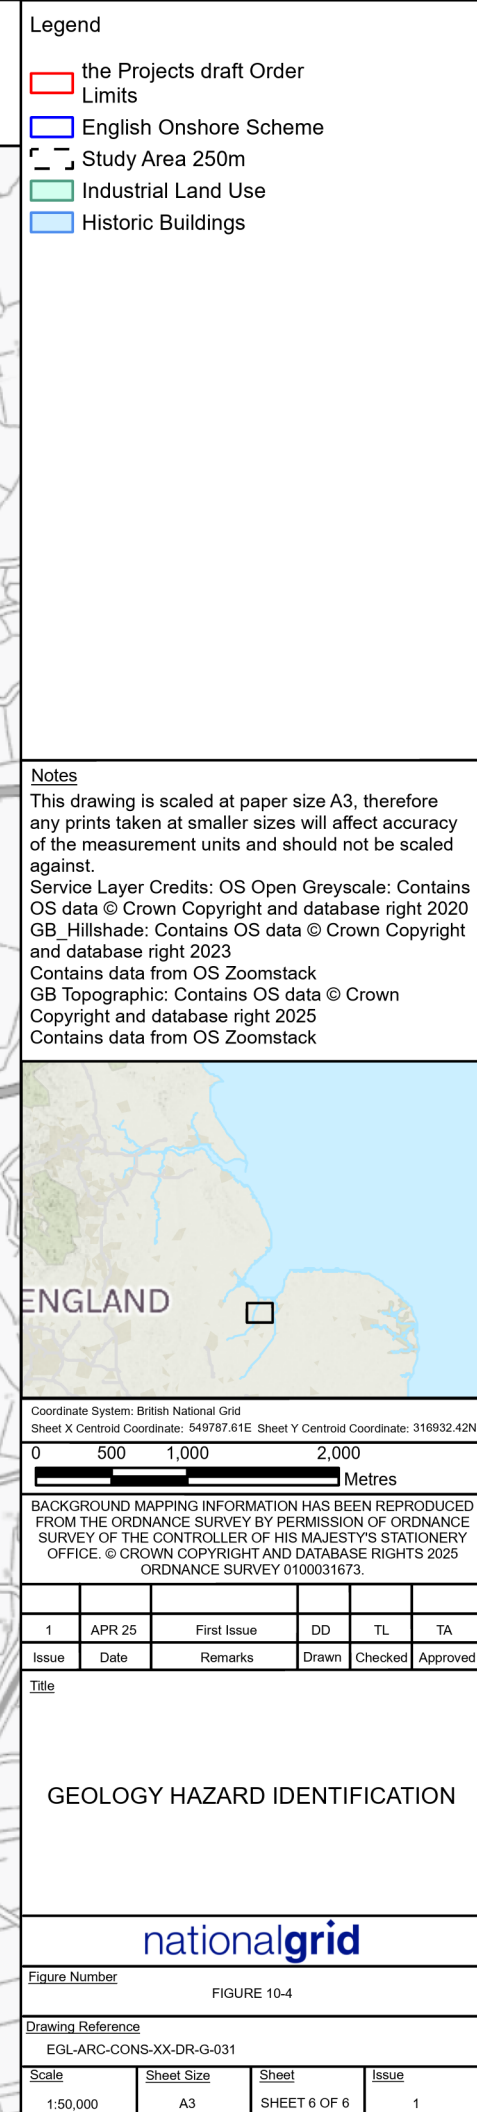 Legend
the Projects draft Order
Limits
English Onshore Scheme
Study Area 250m
Industrial Land Use
Historic Buildings
Notes
This drawing is scaled at paper size A3, therefore
any prints taken at smaller sizes will affect accuracy
of the measurement units and should not be scaled
against.
Service Layer Credits: OS Open Greyscale: Contains
OS data © Crown Copyright and database right 2020
GB_Hillshade: Contains OS data © Crown Copyright
and database right 2023
Contains data from OS Zoomstack
GB Topographic: Contains OS data © Crown
Copyright and database right 2025
Contains data from OS Zoomstack
ENGLAND
Coordinate System: British National Grid
Sheet X Centroid Coordinate: 549787.61E Sheet Y Centroid Coordinate: 316932.42N
0 500 1,000 2,000
Metres
BACKGROUND MAPPING INFORMATION HAS BEEN REPRODUCED
FROM THE ORDNANCE SURVEY BY PERMISSION OF ORDNANCE
SURVEY OF THE CONTROLLER OF HIS MAJESTY'S STATIONERY
OFFICE. © CROWN COPYRIGHT AND DATABASE RIGHTS 2025
ORDNANCE SURVEY 0100031673.
1 APR 25 First Issue DD TL TA
Issue Date Remarks Drawn Checked Approved
Title
GEOLOGY HAZARD IDENTIFICATION
nationalgrid
Figure Number
FIGURE 10-4
Drawing Reference
EGL-ARC-CONS-XX-DR-G-031
Scale Sheet Size Sheet Issue
1:50,000 A3 SHEET 6 OF 6 1